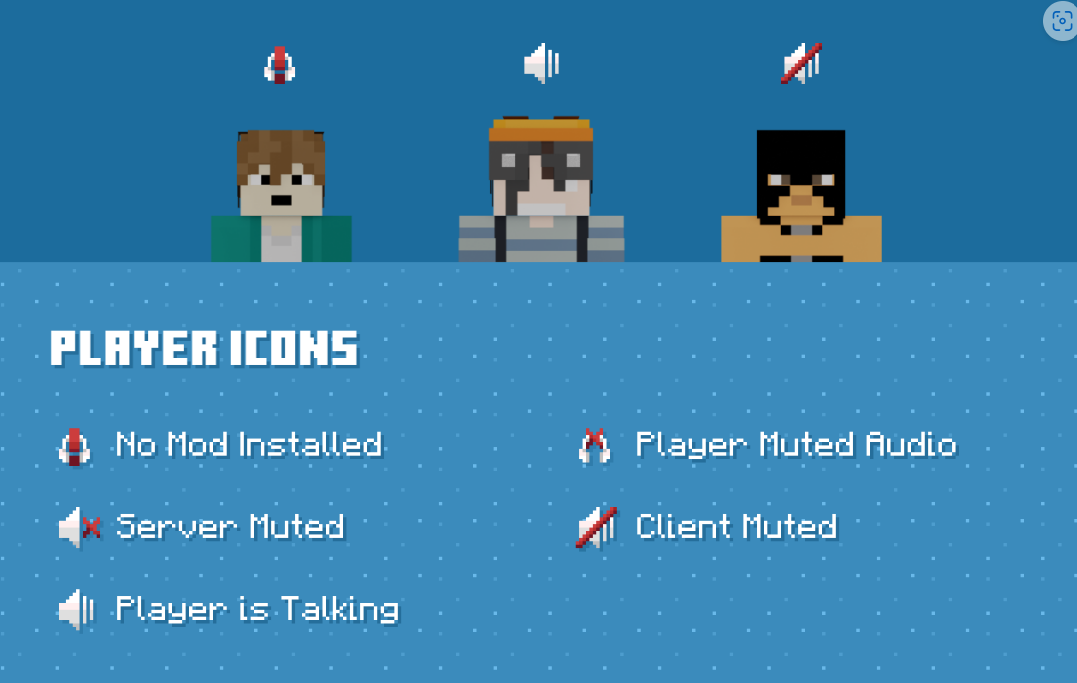 PLAYER ICONS
No Mod Installed
Player Muted Audio
Server Muted
Client Muted
Player is Talking